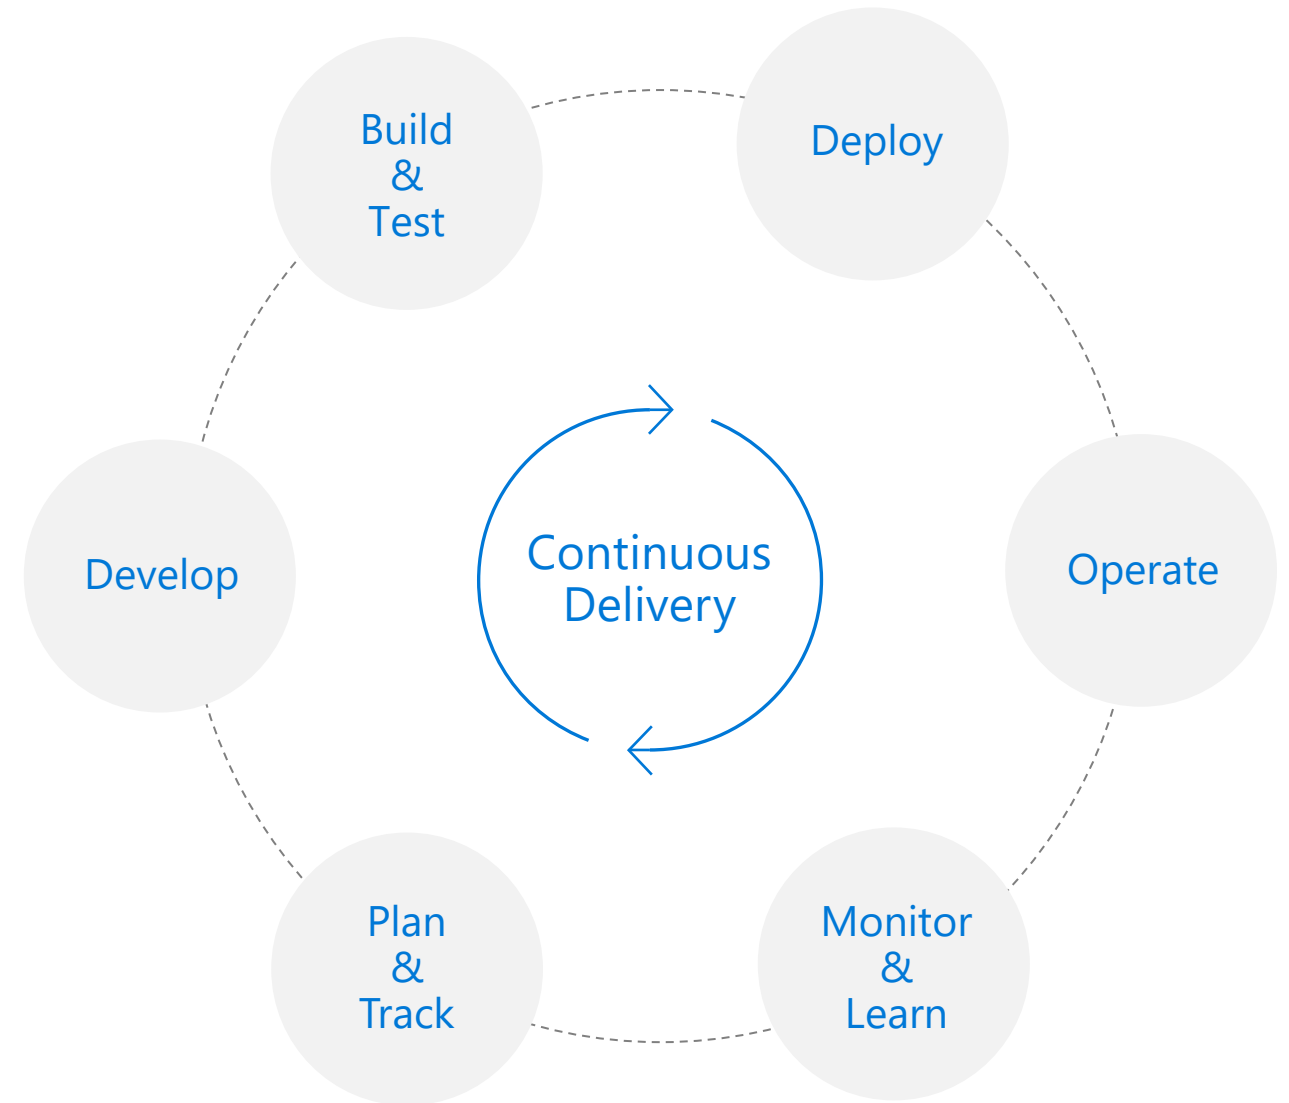 Build
&
Test
Deploy
Develop
Continuous
Delivery
Operate
Plan
&
Track
Monitor
&
Learn